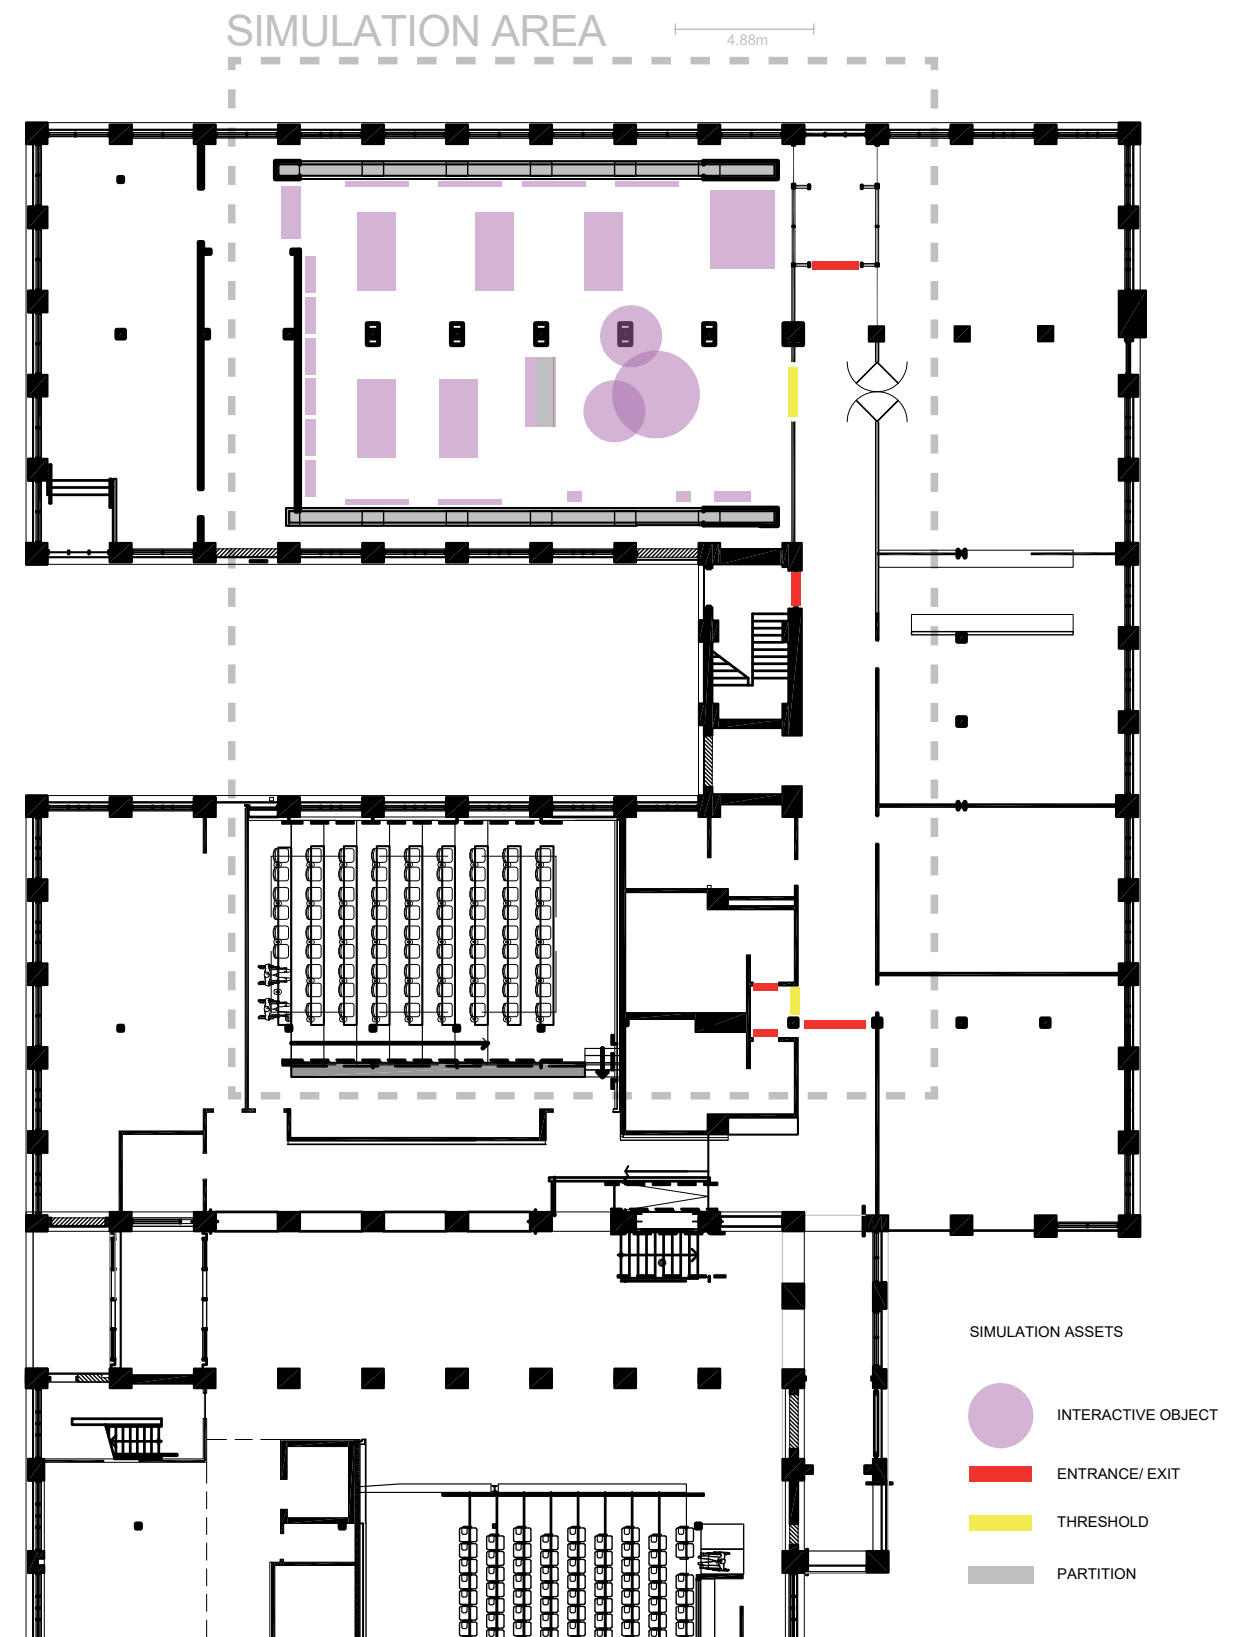 SIMULATION AREA
4.88m
SIMULATION ASSETS
INTERACTIVE OBJECT
ENTRANCE/ EXIT
THRESHOLD
PARTITION